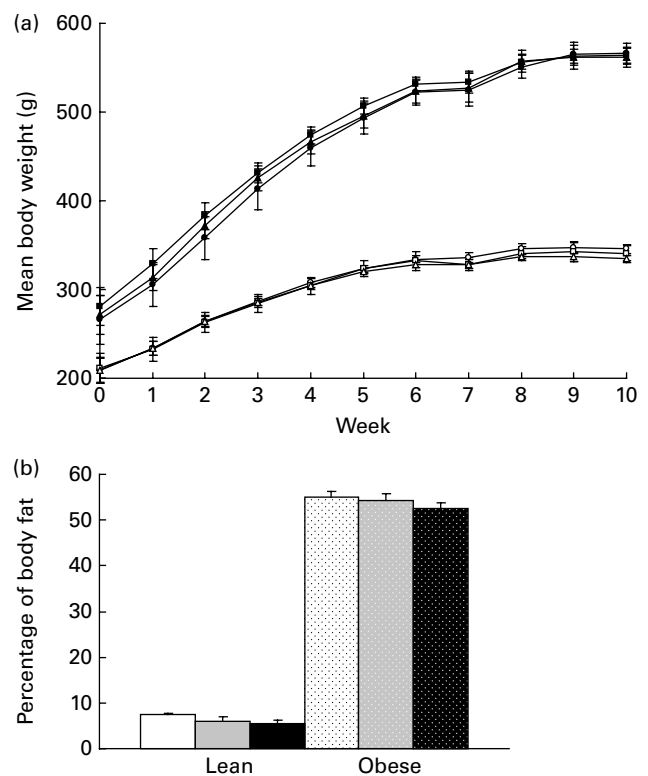 (a)
600
500
400
300
200
Mean body weight (g)
0 1 2 3 4 5 6 7 8 9 10
Week
(b)
60
50
40
30
20
10
0
Percentage of body fat
Lean Obese